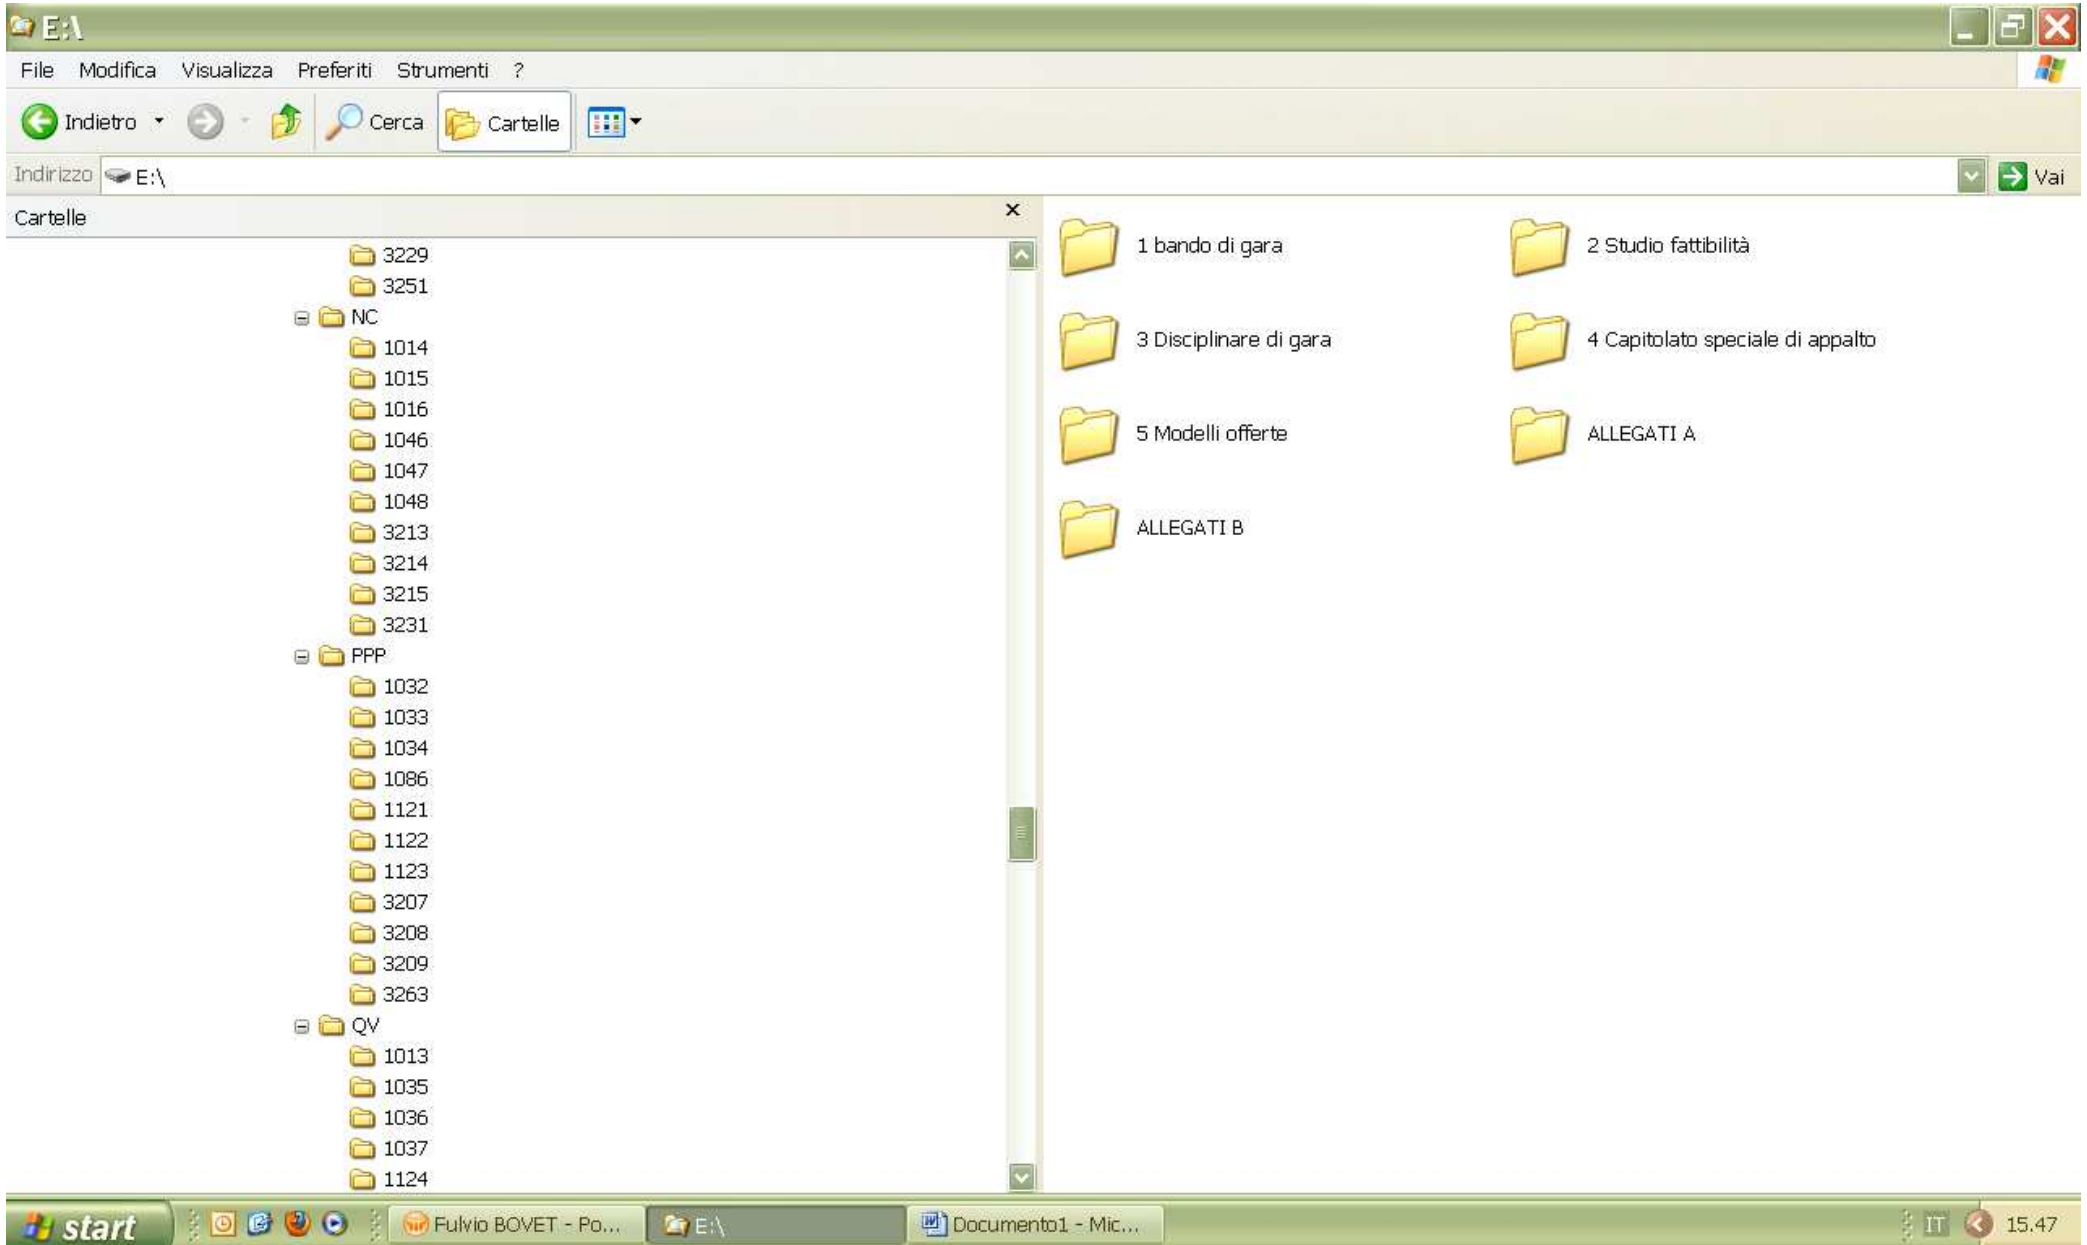 E:\
File Modifica Visualizza Preferiti Strumenti ?
Indietro Cerca Cartelle
Indirizzo E:\ Vai
Cartelle
3229
3251
NC
1014
1015
1016
1046
1047
1048
3213
3214
3215
3231
PPP
1032
1033
1034
1086
1121
1122
1123
3207
3208
3209
3263
QV
1013
1035
1036
1037
1124
1 bando di gara
2 Studio fattibilità
3 Disciplinare di gara
4 Capitolato speciale di appalto
5 Modelli offerte
ALLEGATI A
ALLEGATI B
start Fulvio BOVET - Po... E:\ Documento1 - Mic... IT 15.47